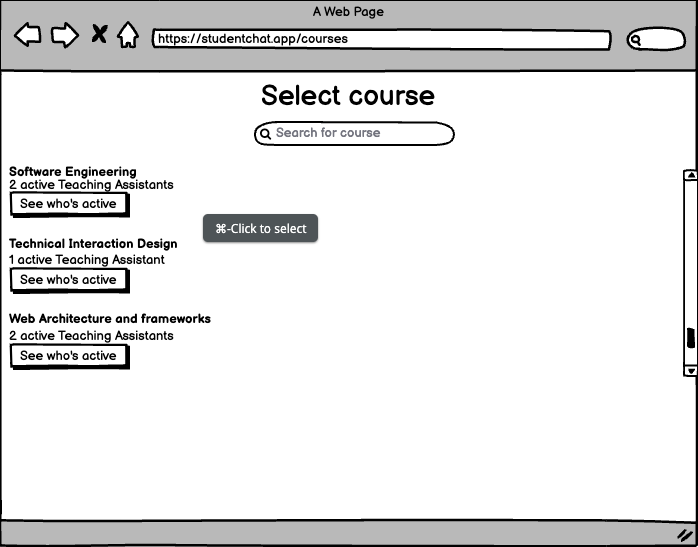 A Web Page
https://studentchat.app/courses
Select course
Search for course
Software Engineering
2 active Teaching Assistants
See who's active
⌘-Click to select
Technical Interaction Design
1 active Teaching Assistant
See who's active
Web Architecture and frameworks
2 active Teaching Assistants
See who's active